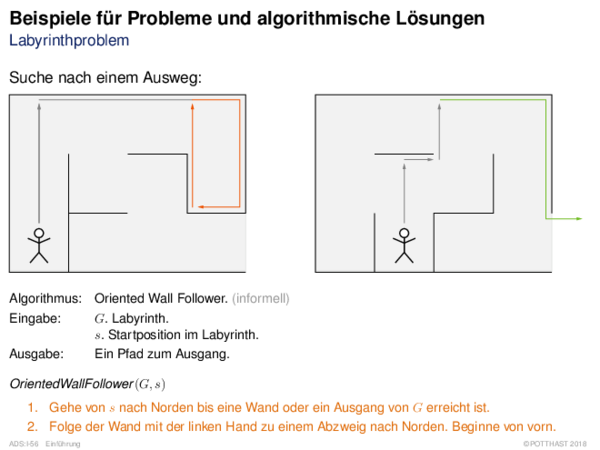 Beispiele für Probleme und algorithmische Lösungen
Labyrinthproblem
Suche nach einem Ausweg:
Algorithmus: Oriented Wall Follower. (informell)
Eingabe: G. Labyrinth.
s. Startposition im Labyrinth.
Ausgabe: Ein Pfad zum Ausgang.
OrientedWallFollower(G, s)
1. Gehe von s nach Norden bis eine Wand oder ein Ausgang von G erreicht ist.
2. Folge der Wand mit der linken Hand zu einem Abzweig nach Norden. Beginne von vorn.
ADS:I-56 Einführung ©POTTHAST 2018